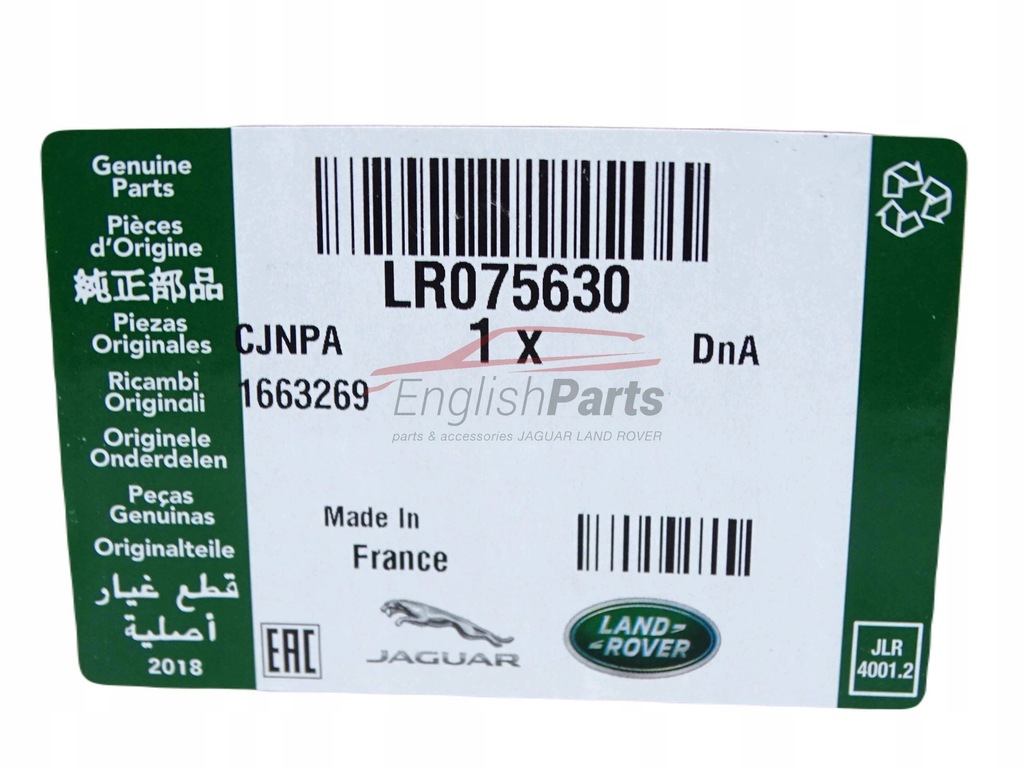 Genuine
Parts
Pièces
d'Origine
純正部品
Piezas
Originales
Ricambi
Originali
Originele
Onderdelen
Peças
Genuinas
Originalteile
قطع غيار
أصلية
2018
LR075630
CJNPA 1 x DnA
1663269
EnglishParts
parts & accessories JAGUAR LAND ROVER
Made In
France
EAC
JAGUAR
LAND-
-ROVER
JLR
4001.2